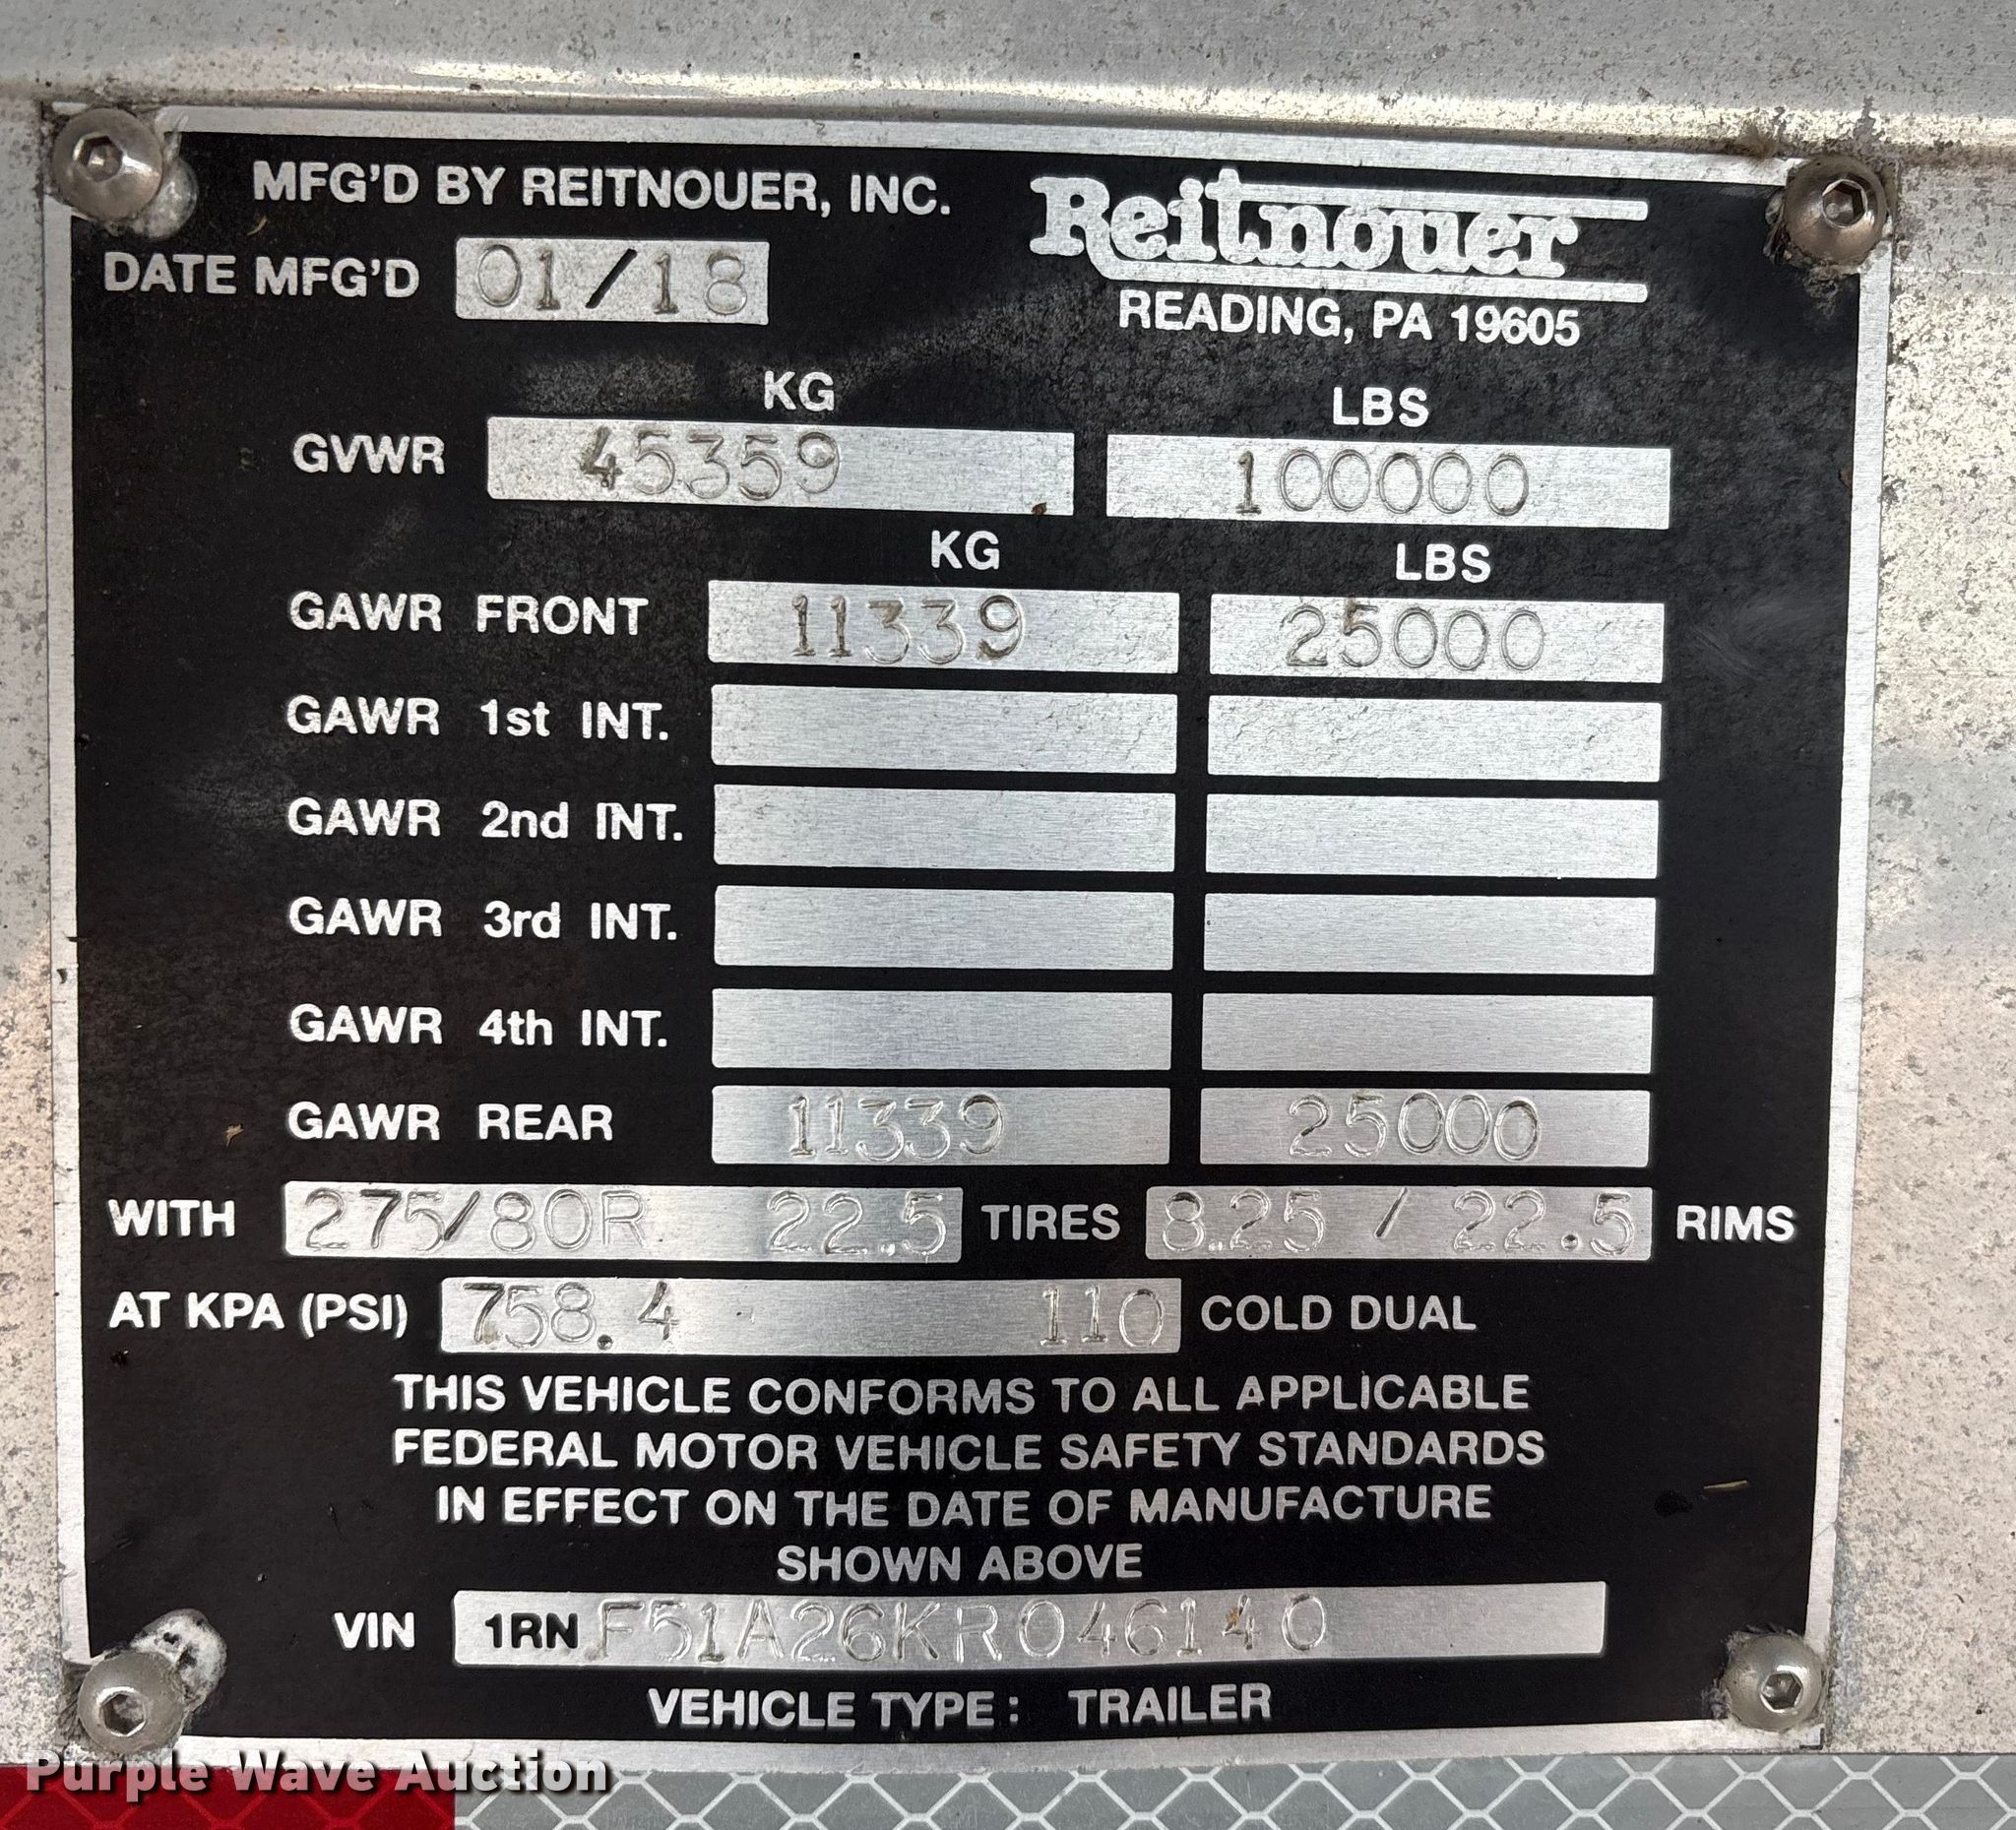 MFG'D BY REITNOUER, INC.
Reitnouer
DATE MFG'D 01/18
READING, PA 19605
KG LBS
GVWR 45359 100000
KG LBS
GAWR FRONT 11339 25000
GAWR 1st INT.
GAWR 2nd INT.
GAWR 3rd INT.
GAWR 4th INT.
GAWR REAR 11339 25000
WITH 275/80R 22.5 TIRES 8.25 / 22.5 RIMS
AT KPA (PSI) 758.4 110 COLD DUAL
THIS VEHICLE CONFORMS TO ALL APPLICABLE
FEDERAL MOTOR VEHICLE SAFETY STANDARDS
IN EFFECT ON THE DATE OF MANUFACTURE
SHOWN ABOVE
VIN 1RNF51A26KR046140
VEHICLE TYPE: TRAILER
Purple Wave Auction